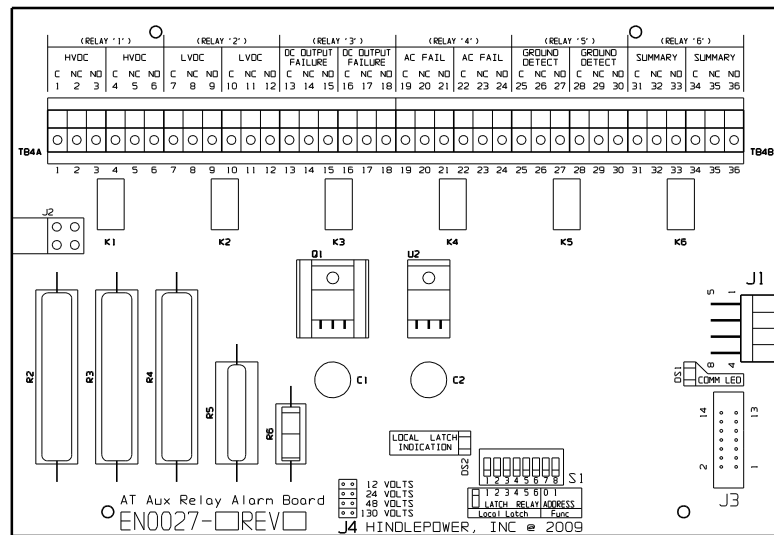 (RELAY '1') (RELAY '2') (RELAY '3') (RELAY '4') (RELAY '5') (RELAY '6')
HVDC HVDC LVDC LVDC DC OUTPUT FAILURE DC OUTPUT FAILURE AC FAIL AC FAIL GROUND DETECT GROUND DETECT SUMMARY SUMMARY
C NC NO C NC NO C NC NO C NC NO C NC NO C NC NO C NC NO C NC NO C NC NO C NC NO C NC NO C NC NO
1 2 3 4 5 6 7 8 9 10 11 12 13 14 15 16 17 18 19 20 21 22 23 24 25 26 27 28 29 30 31 32 33 34 35 36
TB4A TB4B
1 2 3 4 5 6 7 8 9 10 11 12 13 14 15 16 17 18 19 20 21 22 23 24 25 26 27 28 29 30 31 32 33 34 35 36
J2
K1 K2 K3 K4 K5 K6
Q1 U2
J1
5 1
8 4
R2 R3 R4 R5 R6
C1 C2
DS1
COMM LED
14 13
2 1
J3
LOCAL LATCH
INDICATION
DS2
1 2 3 4 5 6 7 8
S1
1 2 3 4 5 6 0 1
LATCH RELAY ADDRESS
Local Latch Func
12 VOLTS
24 VOLTS
48 VOLTS
130 VOLTS
AT Aux Relay Alarm Board
EN0027- REV
J4 HINDLEPOWER, INC @ 2009